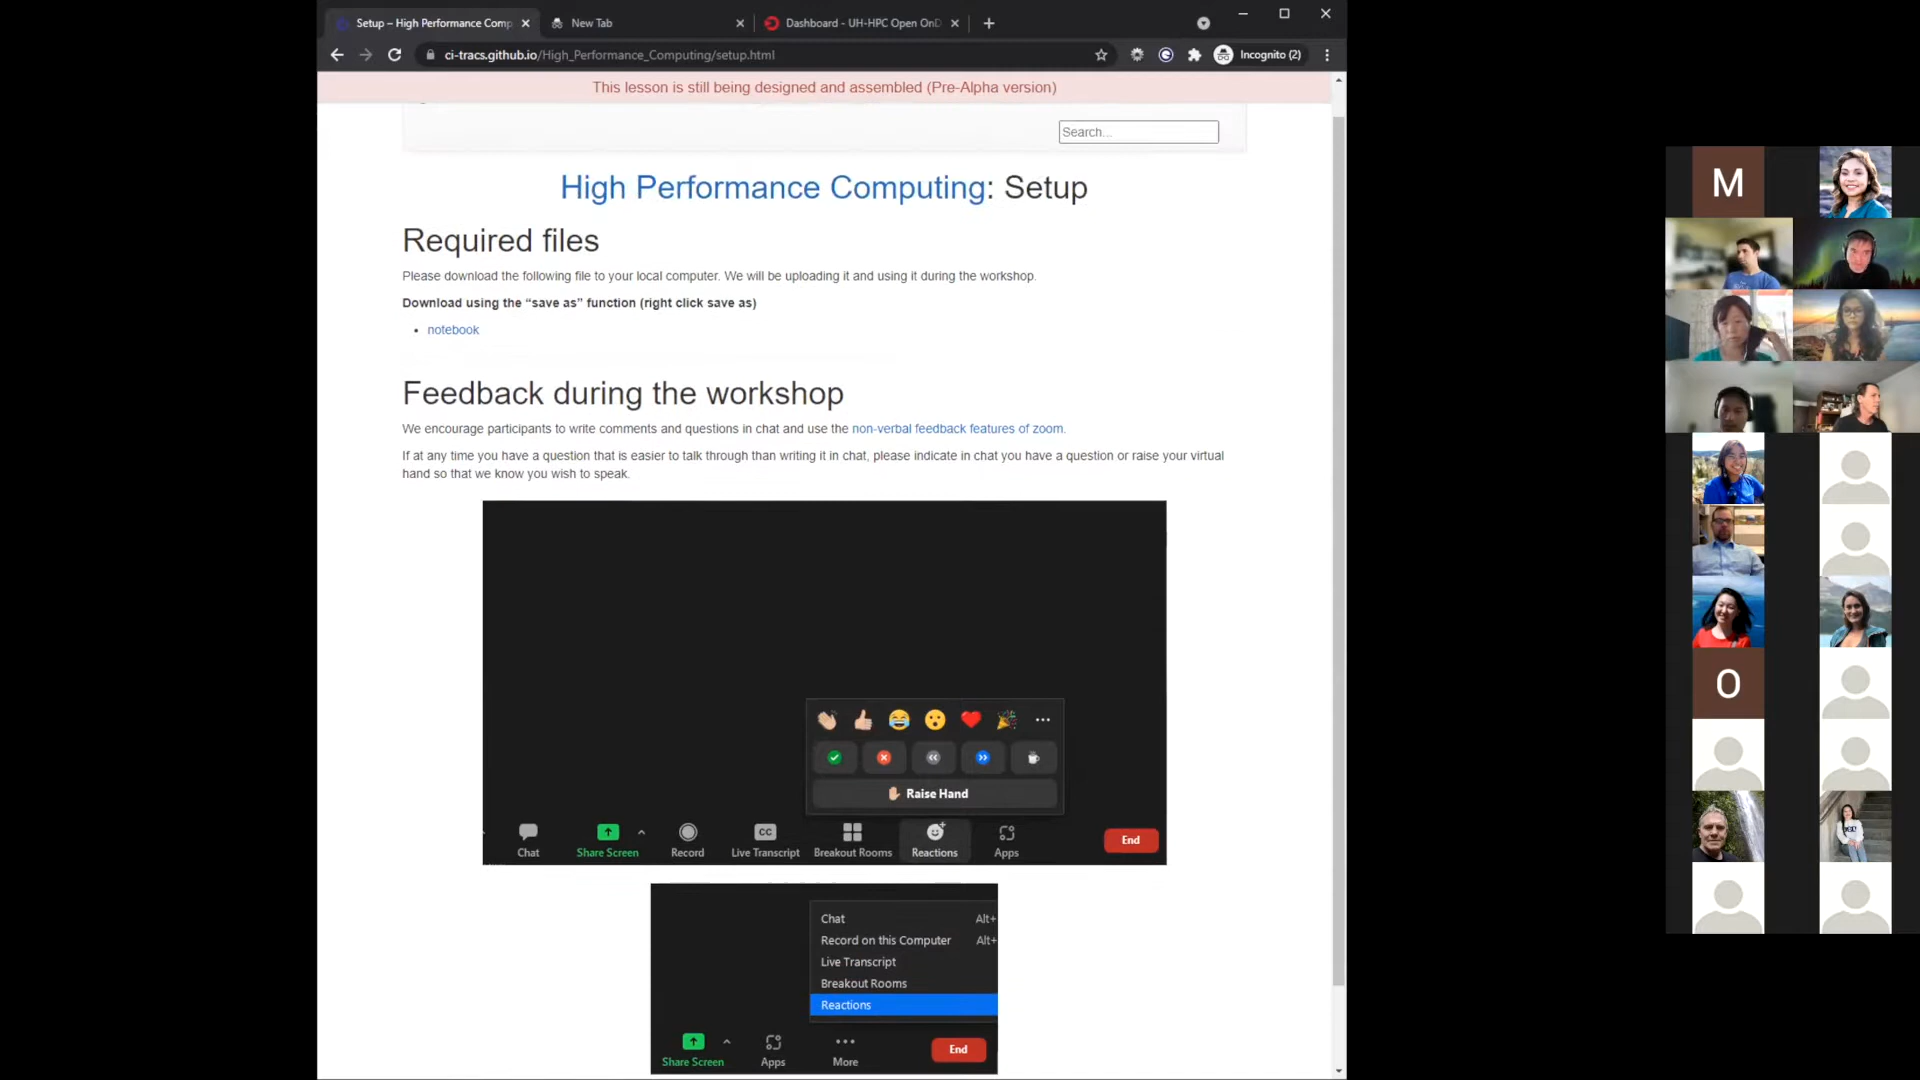 Setup – High Performance Comp
New Tab
Dashboard - UH-HPC Open OnD
ci-tracs.github.io/High_Performance_Computing/setup.html
Incognito (2)
This lesson is still being designed and assembled (Pre-Alpha version)
Search...
High Performance Computing: Setup
Required files
Please download the following file to your local computer. We will be uploading it and using it during the workshop.
Download using the “save as” function (right click save as)
• notebook
Feedback during the workshop
We encourage participants to write comments and questions in chat and use the non-verbal feedback features of zoom.
If at any time you have a question that is easier to talk through than writing it in chat, please indicate in chat you have a question or raise your virtual
hand so that we know you wish to speak.
Raise Hand
CC
Chat
Share Screen
Record
Live Transcript
Breakout Rooms
Reactions
Apps
End
Chat Alt+
Record on this Computer Alt+
Live Transcript
Breakout Rooms
Reactions
Share Screen
Apps
More
End
M
O